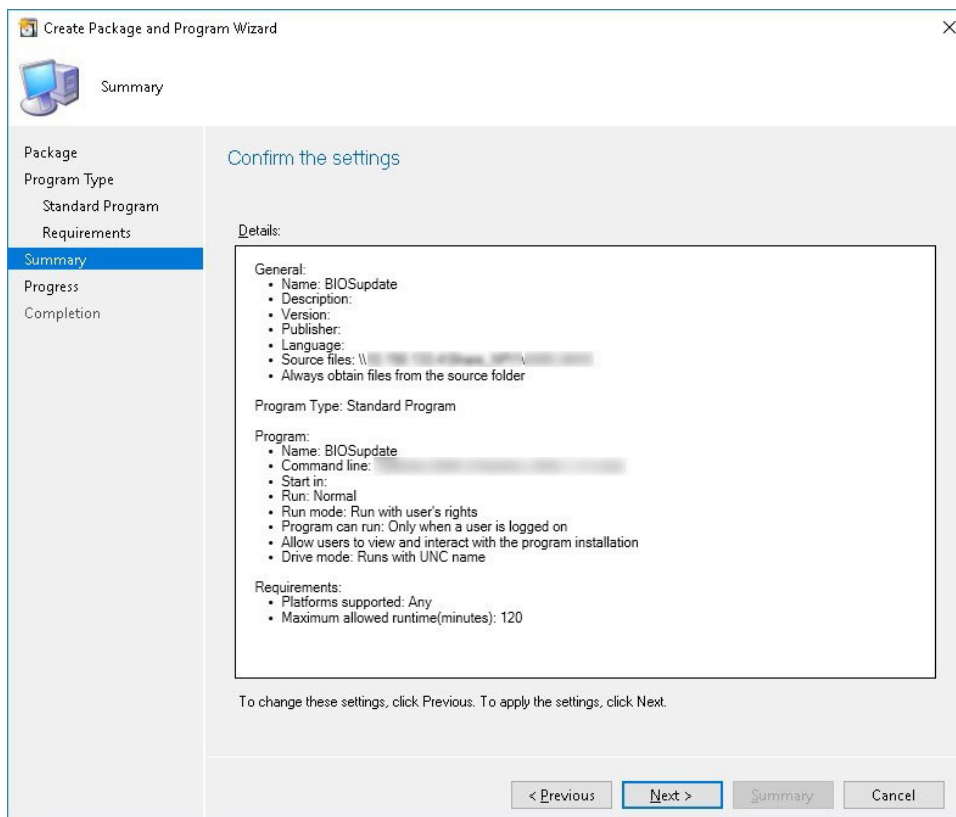 Create Package and Program Wizard
Summary
Package
Program Type
Standard Program
Requirements
Summary
Progress
Completion
Confirm the settings
Details:
General:
• Name: BIOSupdate
• Description:
• Version:
• Publisher:
• Language:
• Source files: \\
• Always obtain files from the source folder
Program Type: Standard Program
Program:
• Name: BIOSupdate
• Command line:
• Start in:
• Run: Normal
• Run mode: Run with user's rights
• Program can run: Only when a user is logged on
• Allow users to view and interact with the program installation
• Drive mode: Runs with UNC name
Requirements:
• Platforms supported: Any
• Maximum allowed runtime(minutes): 120
To change these settings, click Previous. To apply the settings, click Next.
< Previous
Next >
Summary
Cancel